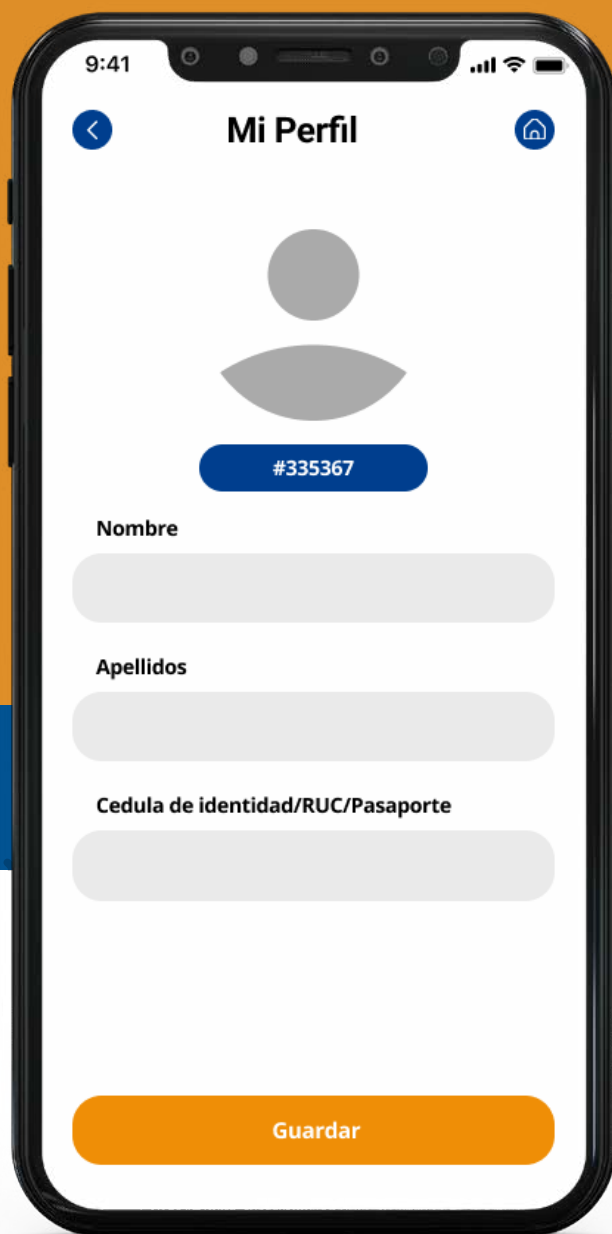 9:41
Mi Perfil
#335367
Nombre
Apellidos
Cedula de identidad/RUC/Pasaporte
Guardar